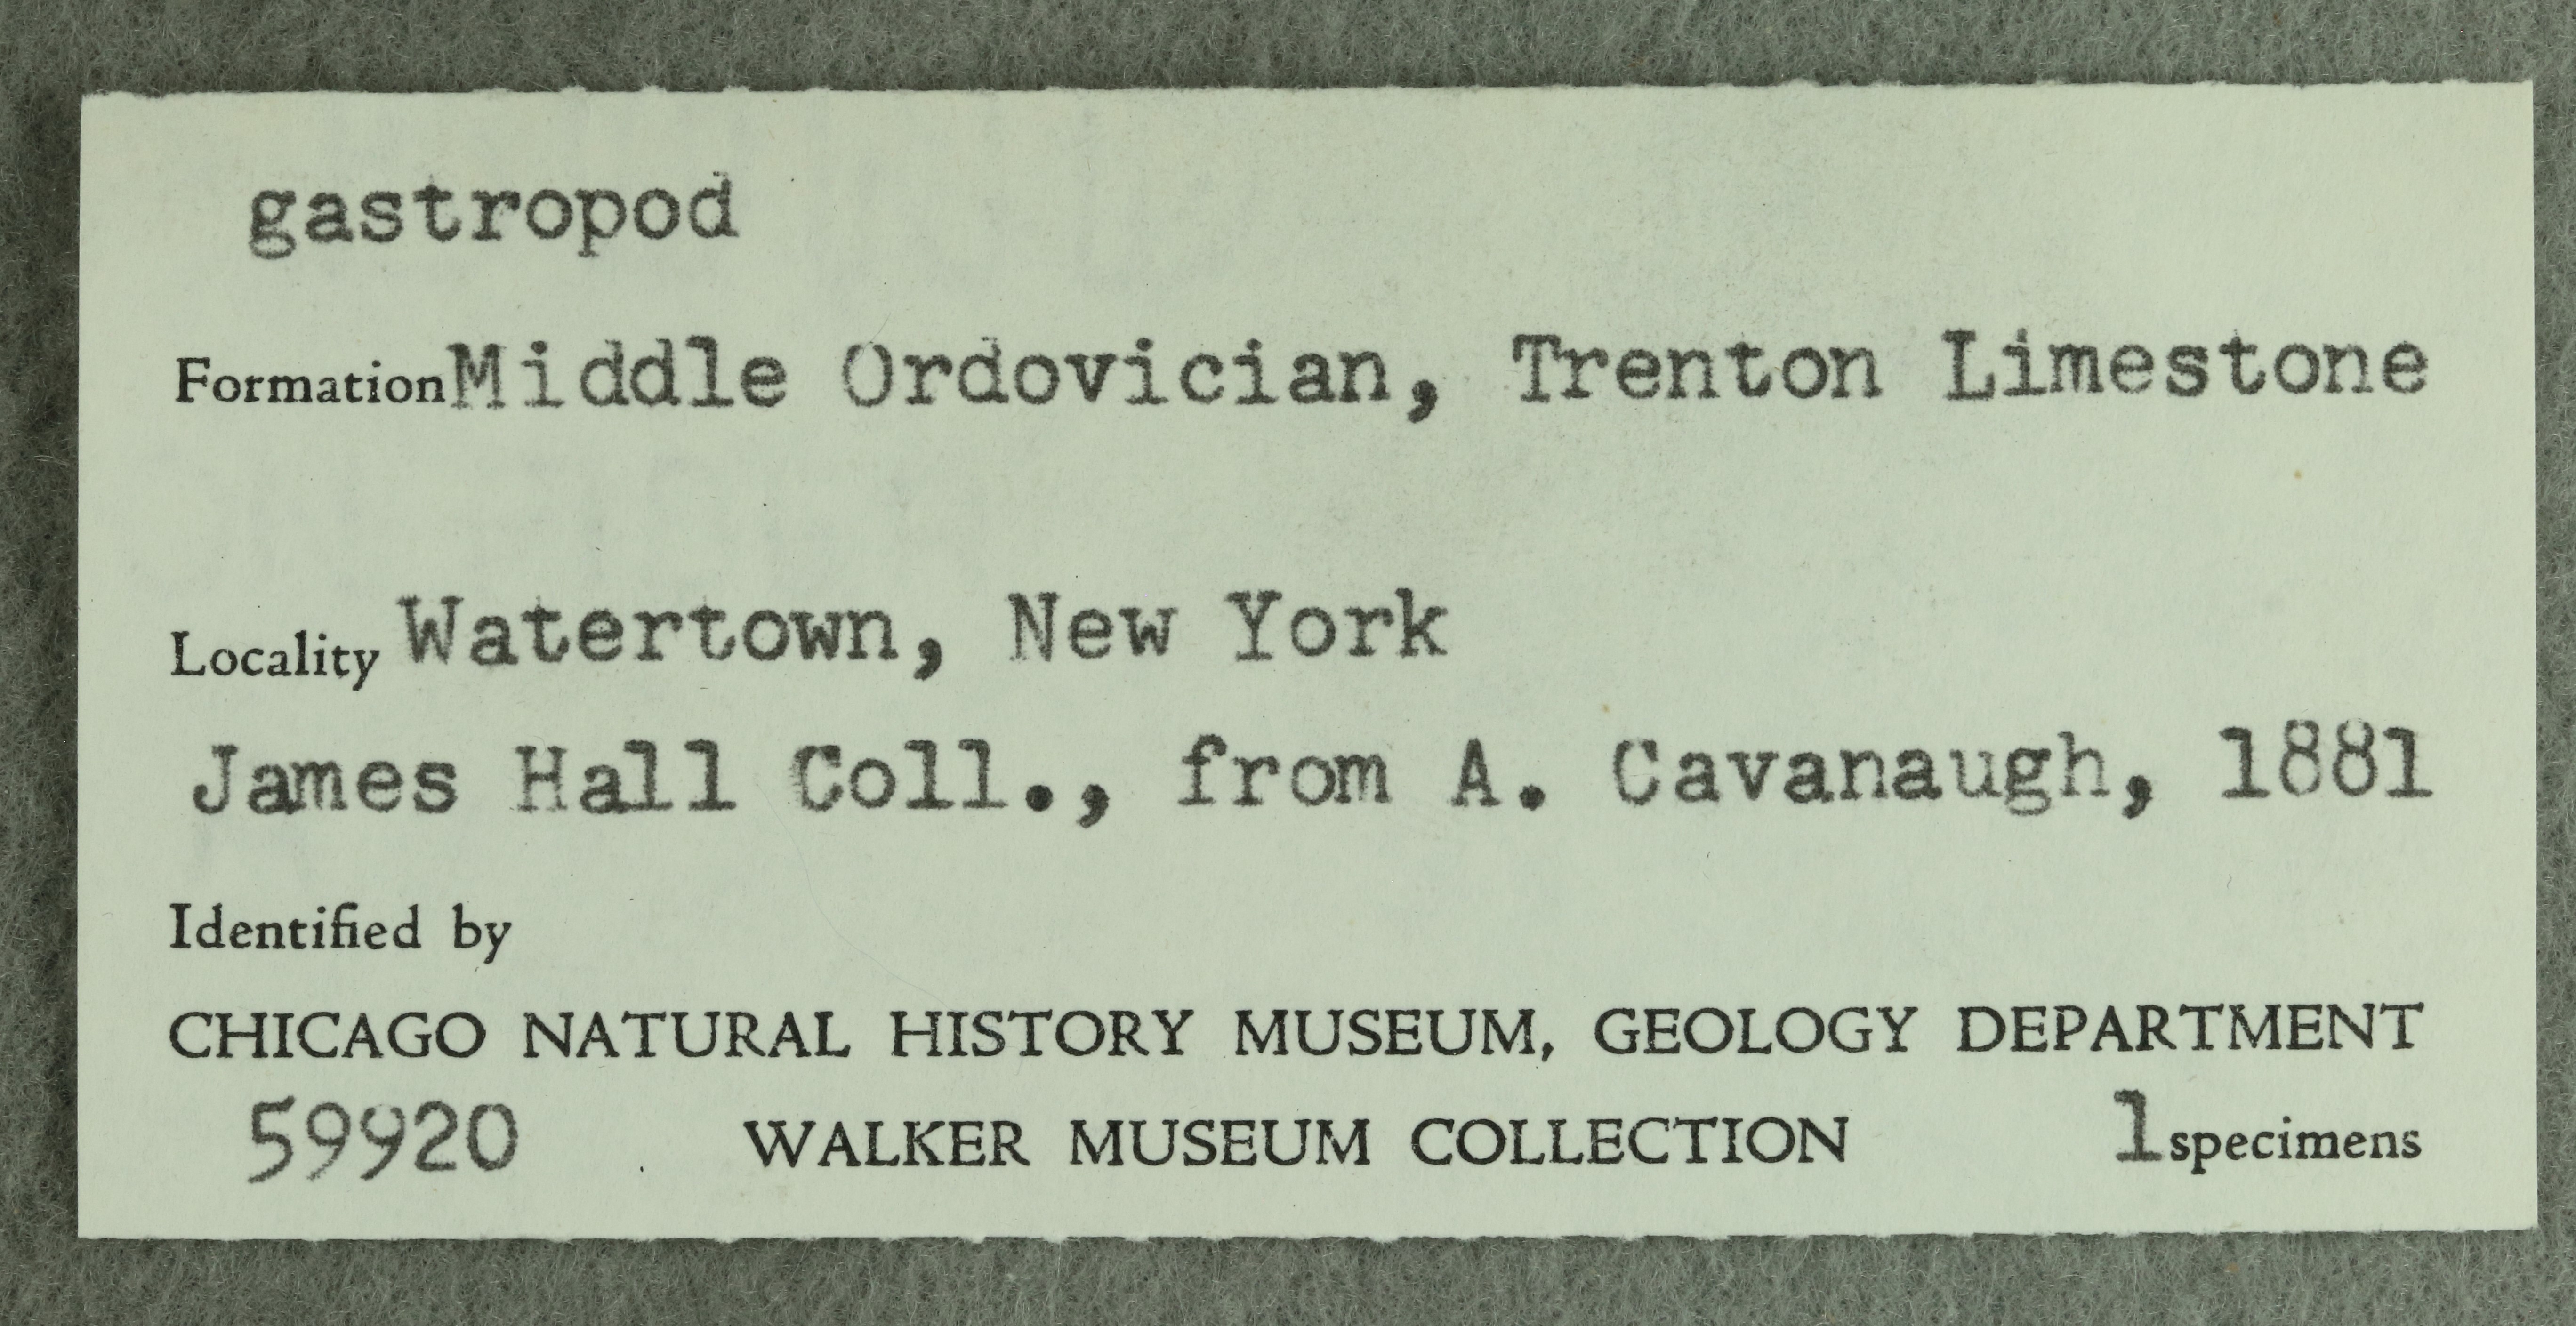 gastropod
Formation Middle Ordovician, Trenton Limestone
Locality Watertown, New York
James Hall Coll., from A. Cavanaugh, 1881
Identified by
CHICAGO NATURAL HISTORY MUSEUM, GEOLOGY DEPARTMENT
59920 WALKER MUSEUM COLLECTION 1 specimens